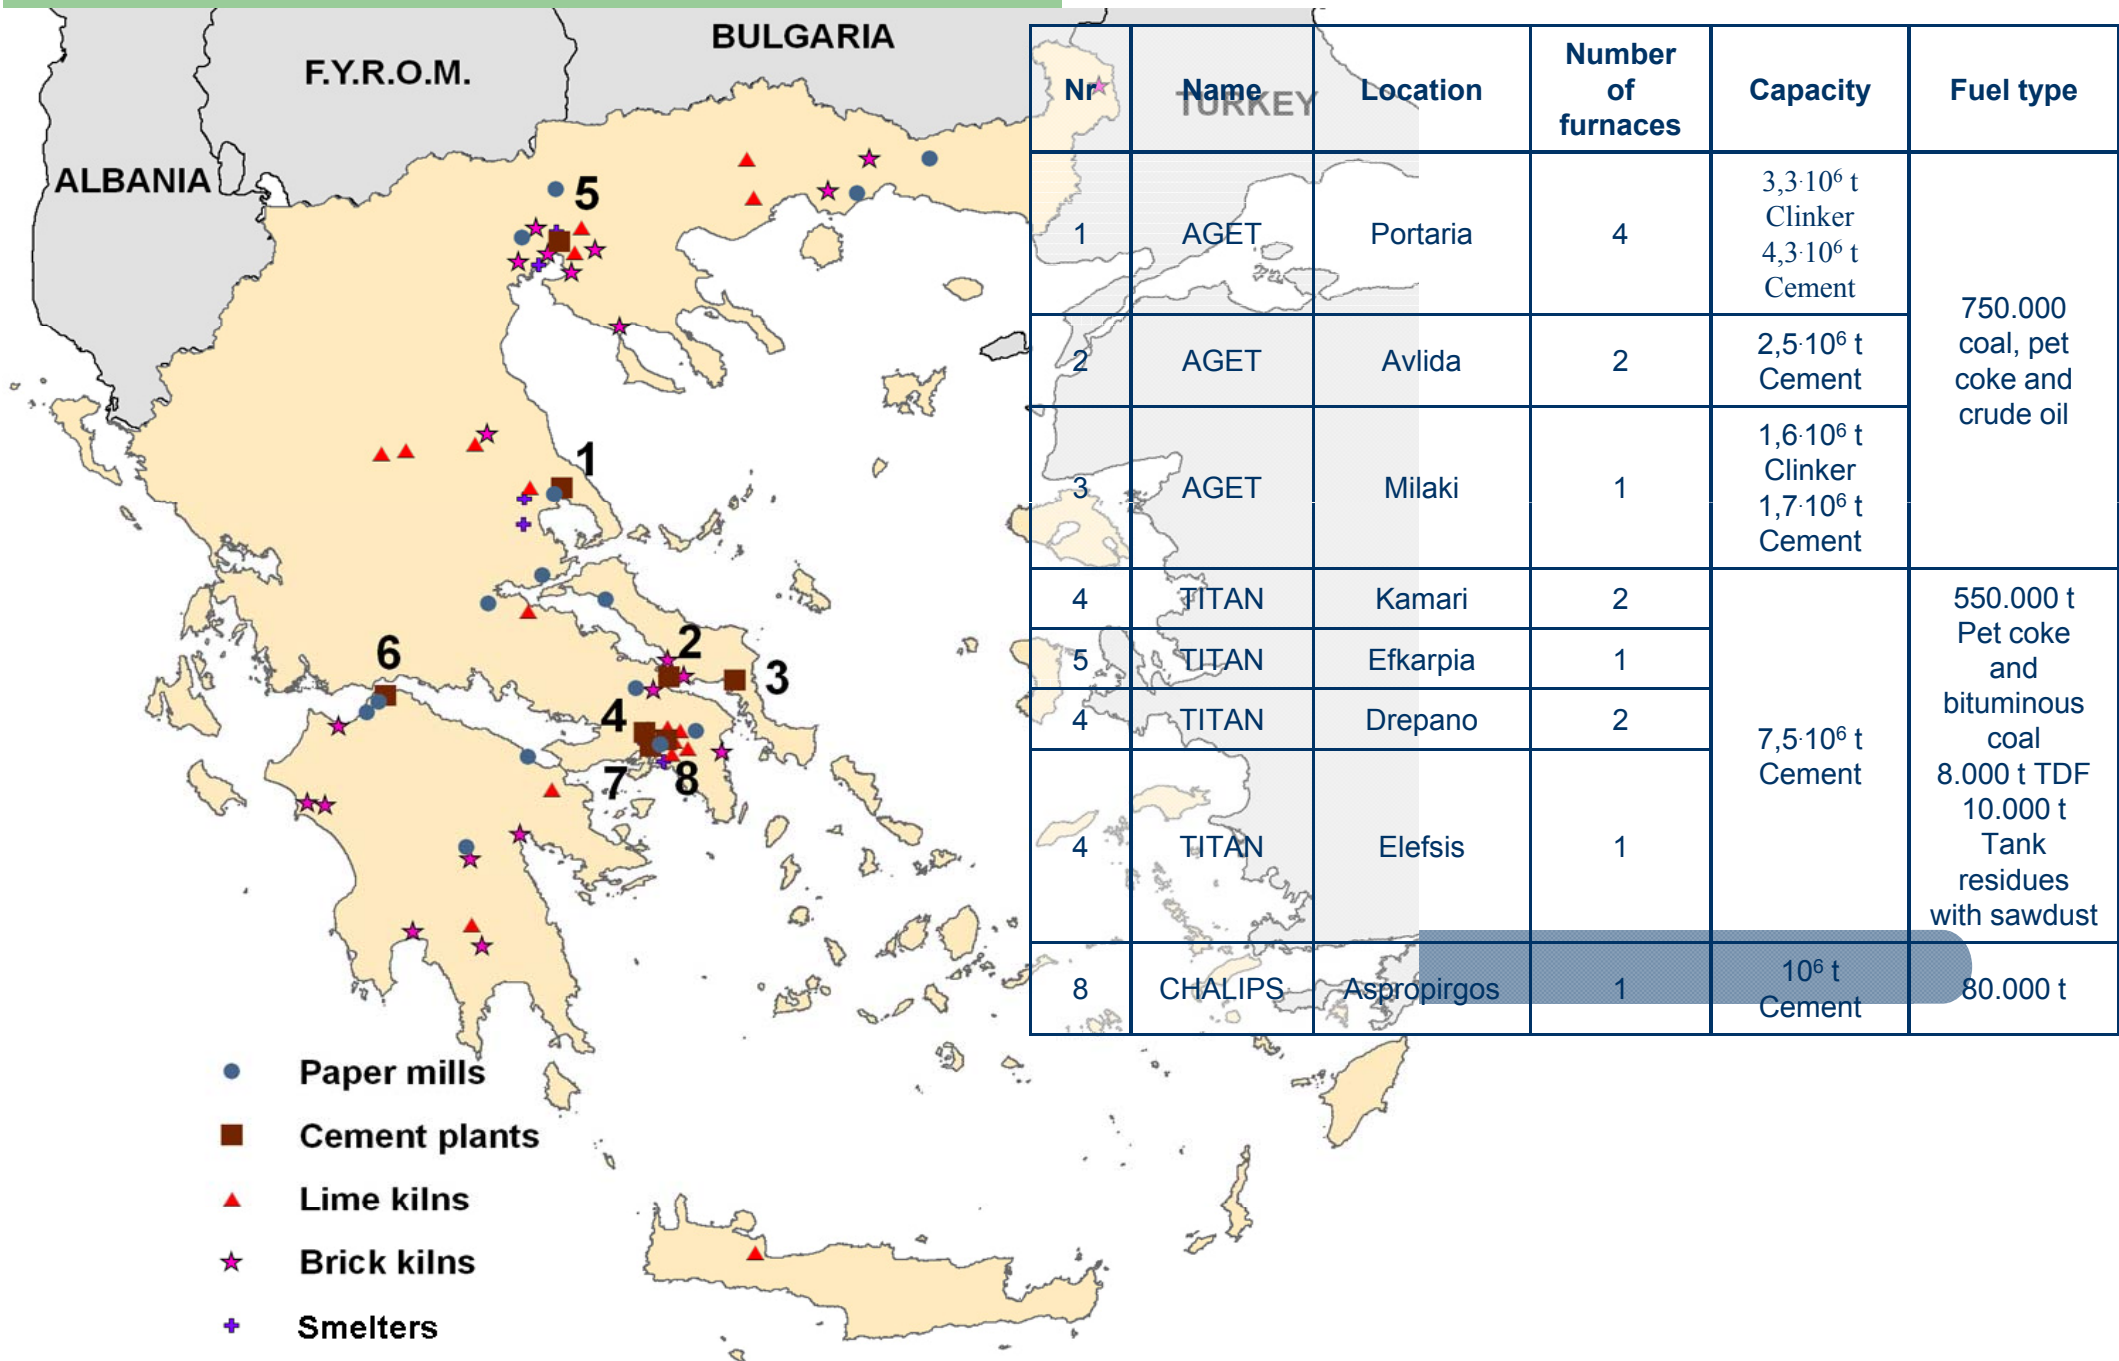 BULGARIA
F.Y.R.O.M.
ALBANIA
TURKEY
5
1
2
3
6
4
7
8
Paper mills
Cement plants
Lime kilns
Brick kilns
Smelters
Nr Name Location Number of furnaces Capacity Fuel type
1 AGET Portaria 4 3,3·10⁶ t Clinker 4,3·10⁶ t Cement 750.000 coal, pet coke and crude oil
2 AGET Avlida 2 2,5·10⁶ t Cement
3 AGET Milaki 1 1,6·10⁶ t Clinker 1,7·10⁶ t Cement
4 TITAN Kamari 2 7,5·10⁶ t Cement 550.000 t Pet coke and bituminous coal 8.000 t TDF 10.000 t Tank residues with sawdust
5 TITAN Efkarpia 1
4 TITAN Drepano 2
4 TITAN Elefsis 1
8 CHALIPS Aspropirgos 1 10⁶ t Cement 80.000 t